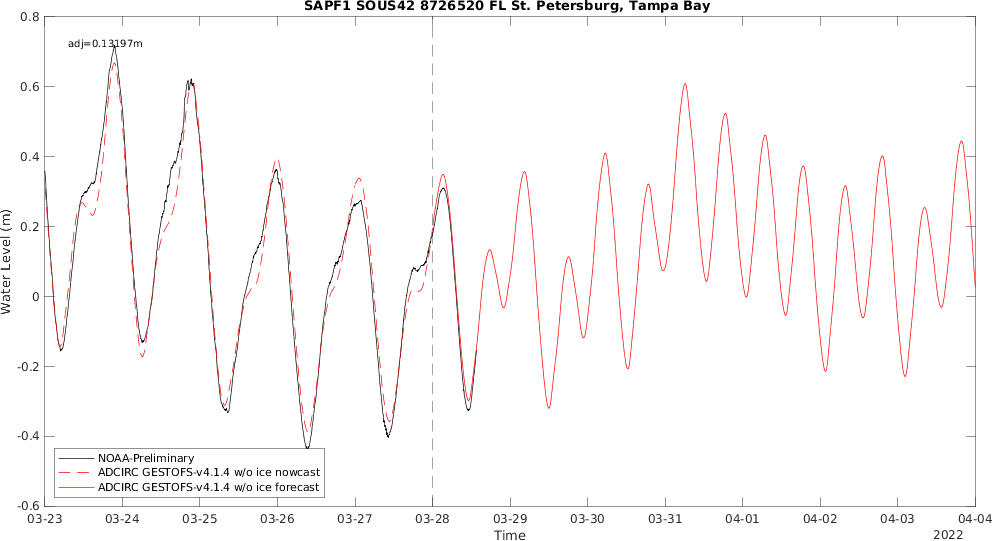 SAPF1 SOUS42 8726520 FL St. Petersburg, Tampa Bay
adj=0.13197m
0.8
0.6
0.4
0.2
0
-0.2
-0.4
-0.6
Water Level (m)
NOAA-Preliminary
ADCIRC GESTOFS-v4.1.4 w/o ice nowcast
ADCIRC GESTOFS-v4.1.4 w/o ice forecast
03-23 03-24 03-25 03-26 03-27 03-28 03-29 03-30 03-31 04-01 04-02 04-03 04-04
Time
2022